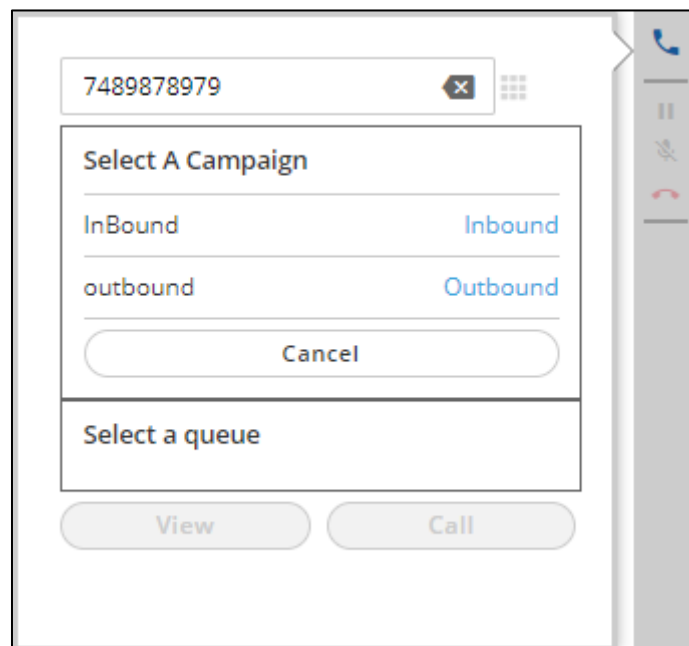 7489878979
Select A Campaign
InBound Inbound
outbound Outbound
Cancel
Select a queue
View Call